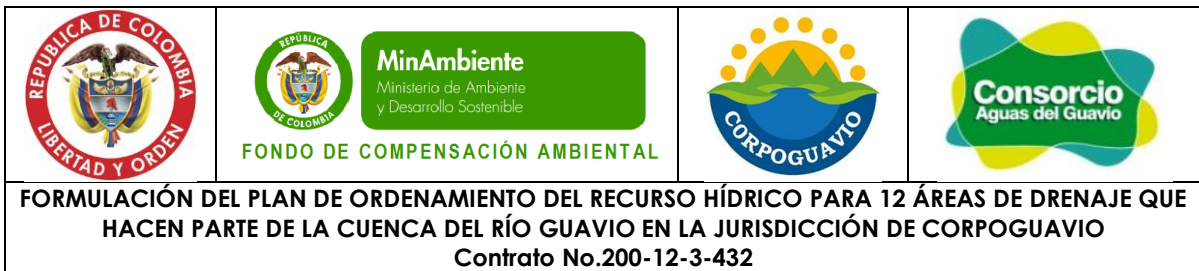 REPUBLICA DE COLOMBIA
LIBERTAD Y ORDEN
REPÚBLICA
DE COLOMBIA
MinAmbiente
Ministerio de Ambiente
y Desarrollo Sostenible
FONDO DE COMPENSACIÓN AMBIENTAL
CORPOGUAVIO
Consorcio
Aguas del Guavio
FORMULACIÓN DEL PLAN DE ORDENAMIENTO DEL RECURSO HÍDRICO PARA 12 ÁREAS DE DRENAJE QUE
HACEN PARTE DE LA CUENCA DEL RÍO GUAVIO EN LA JURISDICCIÓN DE CORPOGUAVIO
Contrato No.200-12-3-432